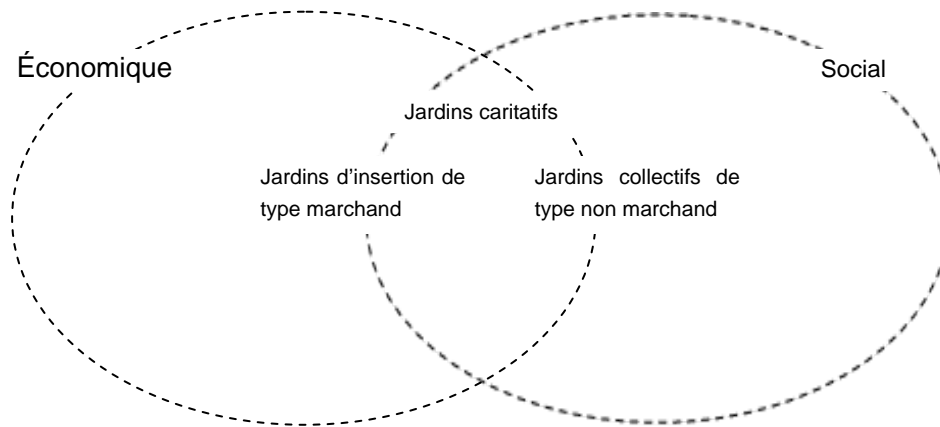 Économique
Social
Jardins caritatifs
Jardins d'insertion de
type marchand
Jardins collectifs de
type non marchand